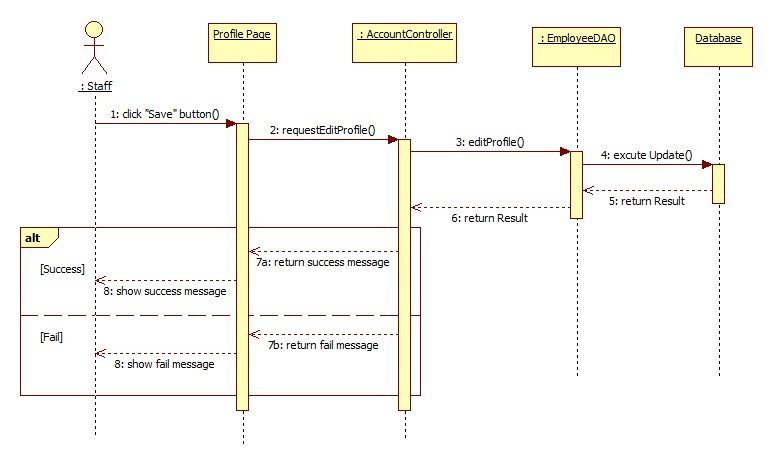 Profile Page
: AccountController
: EmployeeDAO
Database
: Staff
1: click "Save" button()
2: requestEditProfile()
3: editProfile()
4: excute Update()
5: return Result
6: return Result
alt
7a: return success message
[Success]
8: show success message
[Fail]
7b: return fail message
8: show fail message